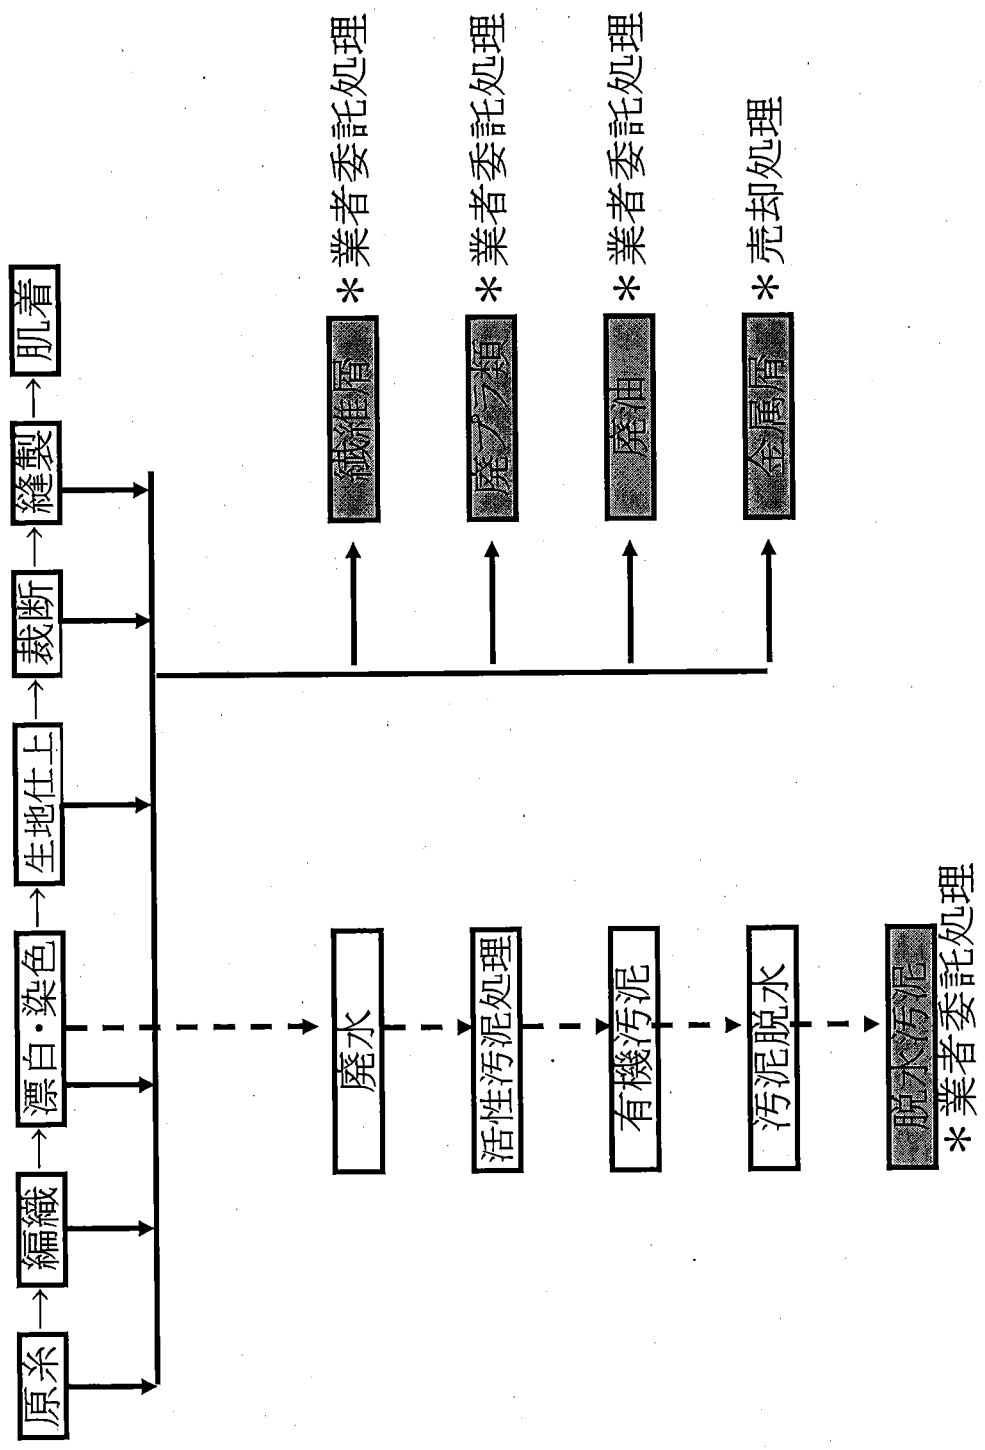 原糸
編織
漂白・染色
生地仕上
裁断
縫製
肌着
廃水
活性汚泥処理
有機汚泥
汚泥脱水
脱水汚泥
*業者委託処理
繊維屑
*業者委託処理
廃プラ類
*業者委託処理
廃油
*業者委託処理
金属屑
*売却処理